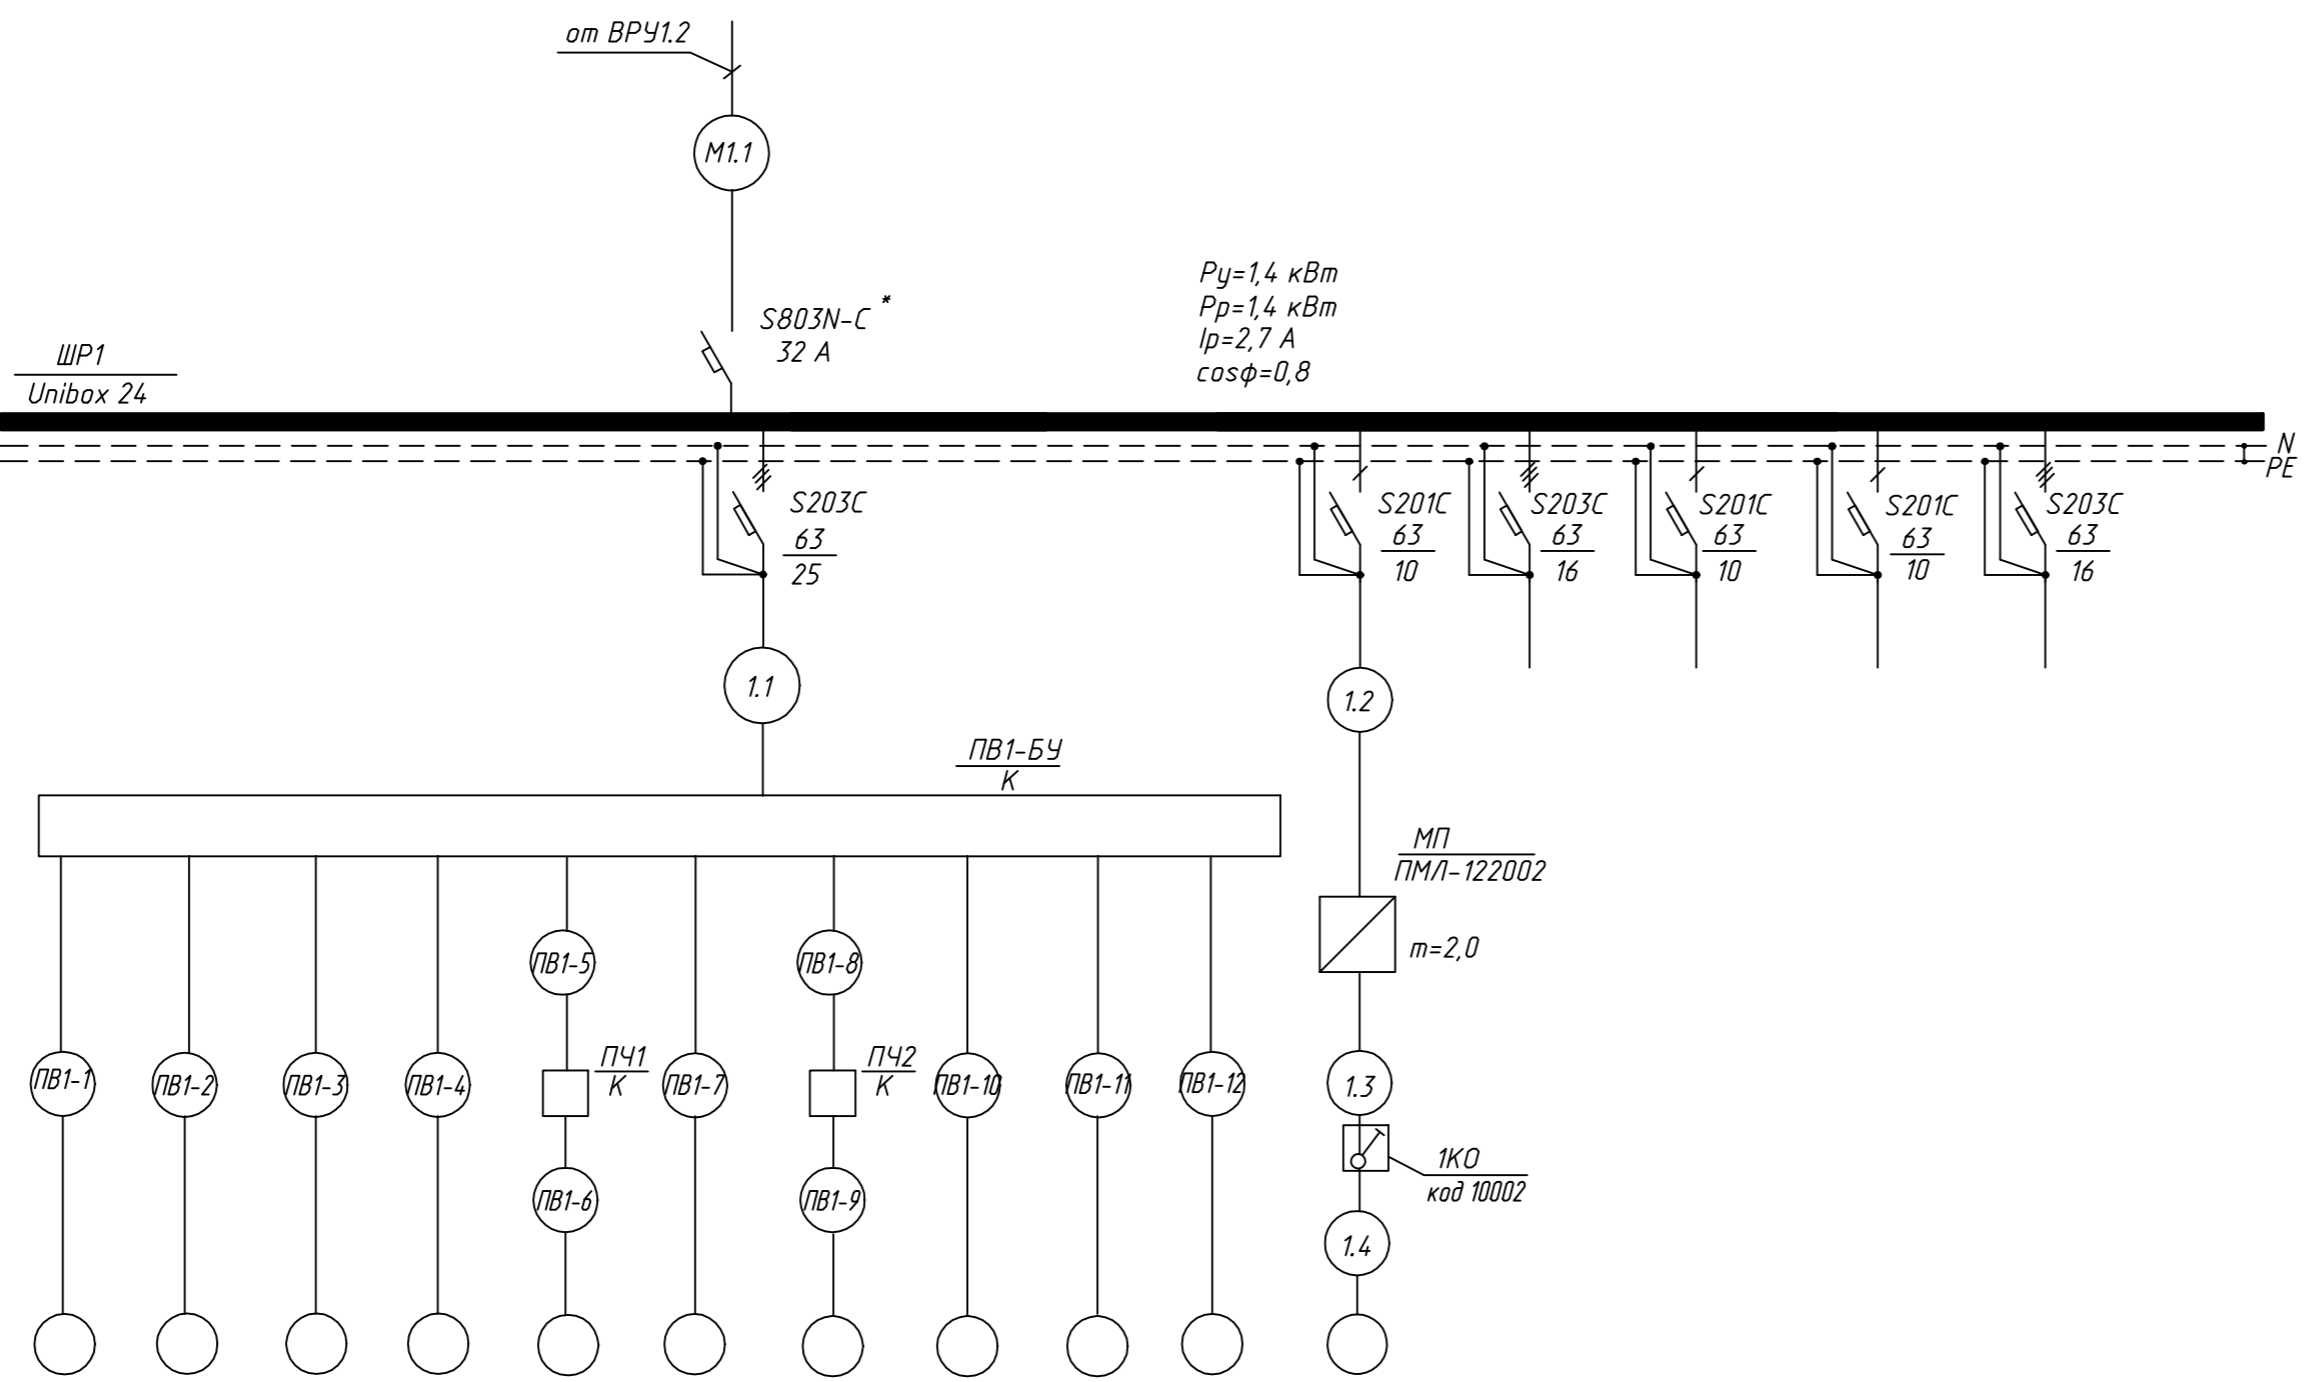 от ВРУ1.2
М1.1
S803N-C *
32 А
Ру=1,4 кВт
Рр=1,4 кВт
Iр=2,7 А
cosφ=0,8
ШР1
Unibox 24
N
PE
S203C
63
25
S201C
63
10
S203C
63
16
S201C
63
10
S201C
63
10
S203C
63
16
1.1
1.2
ПВ1-БУ
К
МП
ПМЛ-122002
m=2,0
ПВ1-5
ПВ1-8
ПЧ1
К
ПЧ2
К
ПВ1-1
ПВ1-2
ПВ1-3
ПВ1-4
ПВ1-7
ПВ1-10
ПВ1-11
ПВ1-12
1.3
1КО
код 10002
ПВ1-6
ПВ1-9
1.4